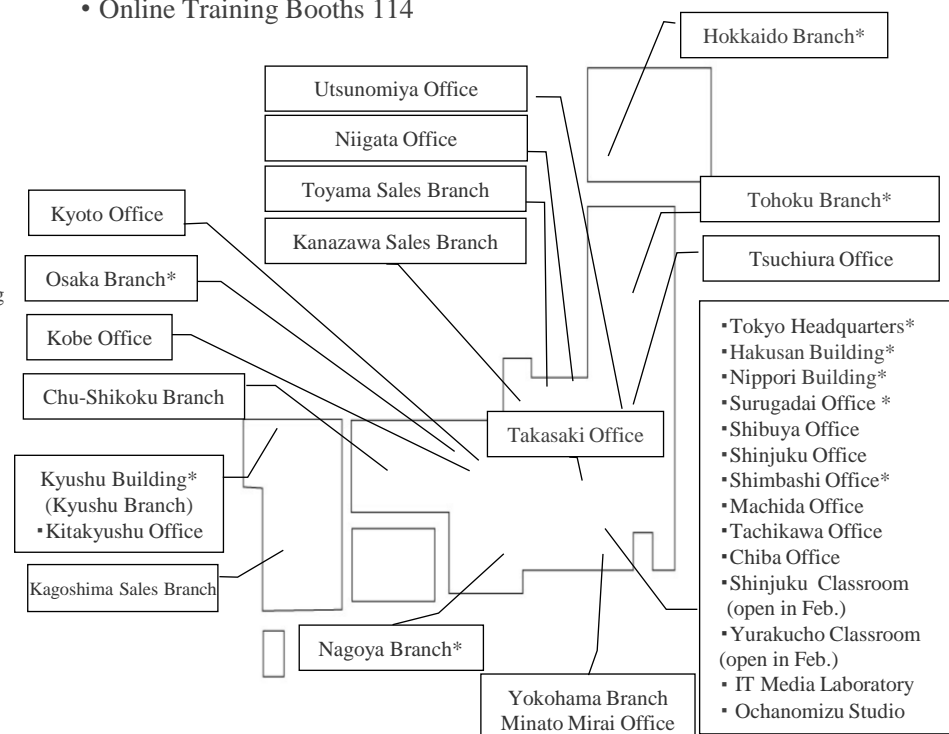 • Online Training Booths 114
Hokkaido Branch*
Utsunomiya Office
Niigata Office
Toyama Sales Branch
Kanazawa Sales Branch
Tohoku Branch*
Tsuchiura Office
Kyoto Office
Osaka Branch*
g
Kobe Office
Chu-Shikoku Branch
Takasaki Office
Kyushu Building*
(Kyushu Branch)
▪Kitakyushu Office
Kagoshima Sales Branch
Nagoya Branch*
Yokohama Branch
Minato Mirai Office
▪Tokyo Headquarters*
▪Hakusan Building*
▪Nippori Building*
▪Surugadai Office *
▪Shibuya Office
▪Shinjuku Office
▪Shimbashi Office*
▪Machida Office
▪Tachikawa Office
▪Chiba Office
▪Shinjuku Classroom
(open in Feb.)
▪Yurakucho Classroom
(open in Feb.)
▪ IT Media Laboratory
▪ Ochanomizu Studio